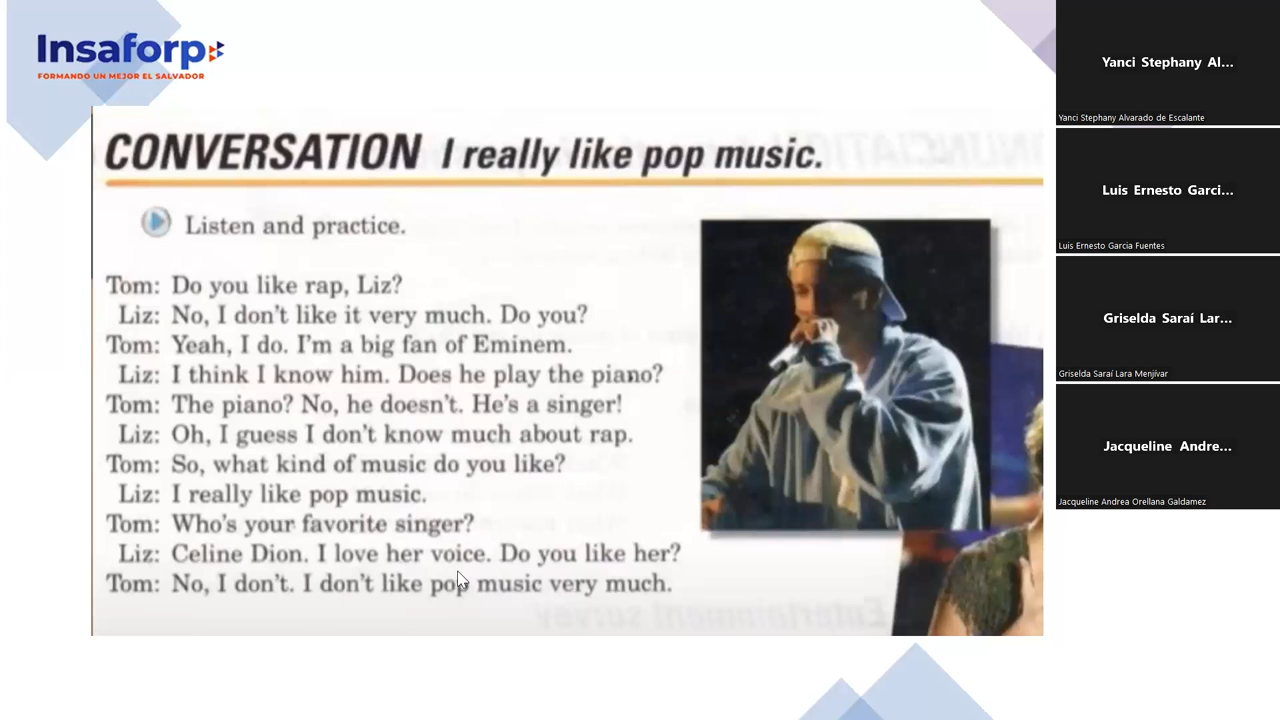 Insaforp
FORMANDO UN MEJOR EL SALVADOR
CONVERSATION I really like pop music.
Listen and practice.
Tom: Do you like rap, Liz?
Liz: No, I don't like it very much. Do you?
Tom: Yeah, I do. I'm a big fan of Eminem.
Liz: I think I know him. Does he play the piano?
Tom: The piano? No, he doesn't. He's a singer!
Liz: Oh, I guess I don't know much about rap.
Tom: So, what kind of music do you like?
Liz: I really like pop music.
Tom: Who's your favorite singer?
Liz: Celine Dion. I love her voice. Do you like her?
Tom: No, I don't. I don't like pop music very much.
Entertainment survey
Yanci Stephany Al...
Yanci Stephany Alvarado de Escalante
Luis Ernesto Garci...
Luis Ernesto Garcia Fuentes
Griselda Saraí Lar...
Griselda Saraí Lara Menjívar
Jacqueline Andre...
Jacqueline Andrea Orellana Galdamez